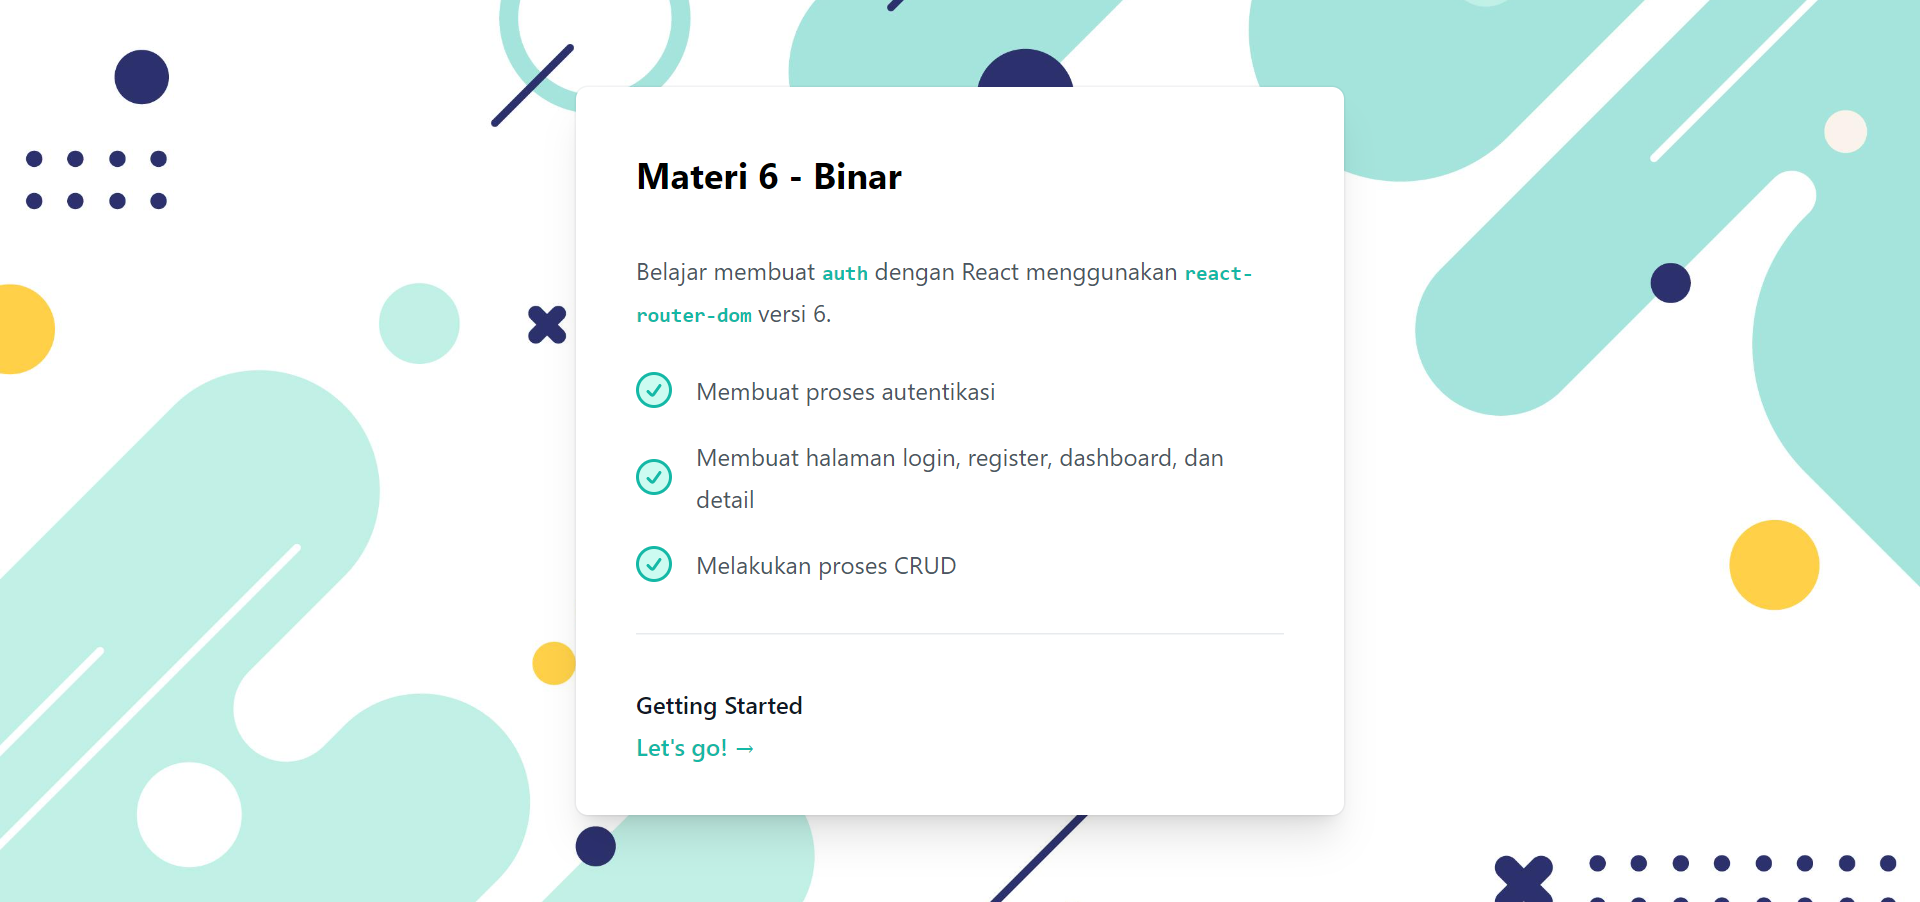 Materi 6 - Binar
Belajar membuat auth dengan React menggunakan react-
router-dom versi 6.
Membuat proses autentikasi
Membuat halaman login, register, dashboard, dan
detail
Melakukan proses CRUD
Getting Started
Let's go! →